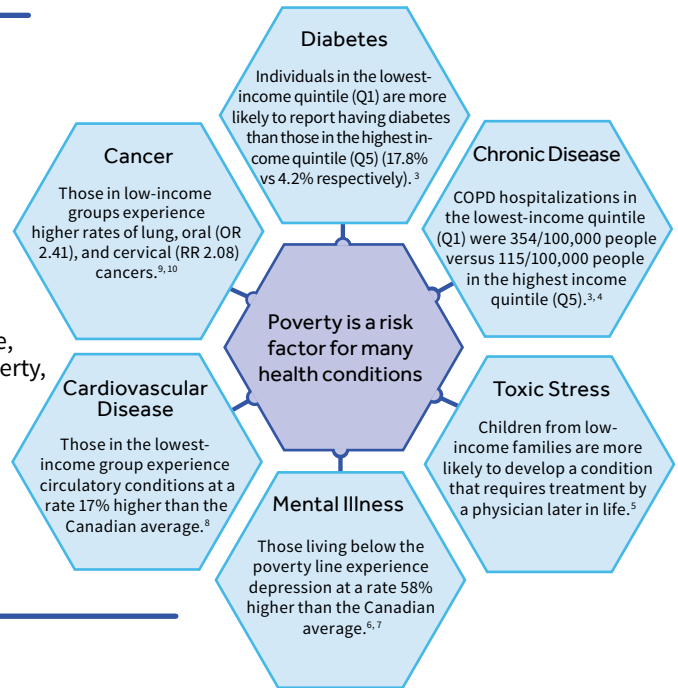 Diabetes
Individuals in the lowest-
income quintile (Q1) are more
likely to report having diabetes
than those in the highest in-
come quintile (Q5) (17.8%
vs 4.2% respectively). 3
Chronic Disease
COPD hospitalizations in
the lowest-income quintile
(Q1) were 354/100,000 people
versus 115/100,000 people
in the highest income
quintile (Q5).3,4
Toxic Stress
Children from low-
income families are more
likely to develop a condition
that requires treatment by
a physician later in life.5
Mental Illness
Those living below the
poverty line experience
depression at a rate 58%
higher than the Canadian
average.6,7
Cardiovascular
Disease
Those in the lowest-
income group experience
circulatory conditions at a
rate 17% higher than the
Canadian average.8
Cancer
Those in low-income
groups experience
higher rates of lung, oral (OR
2.41), and cervical (RR 2.08)
cancers.9,10
Poverty is a risk
factor for many
health conditions